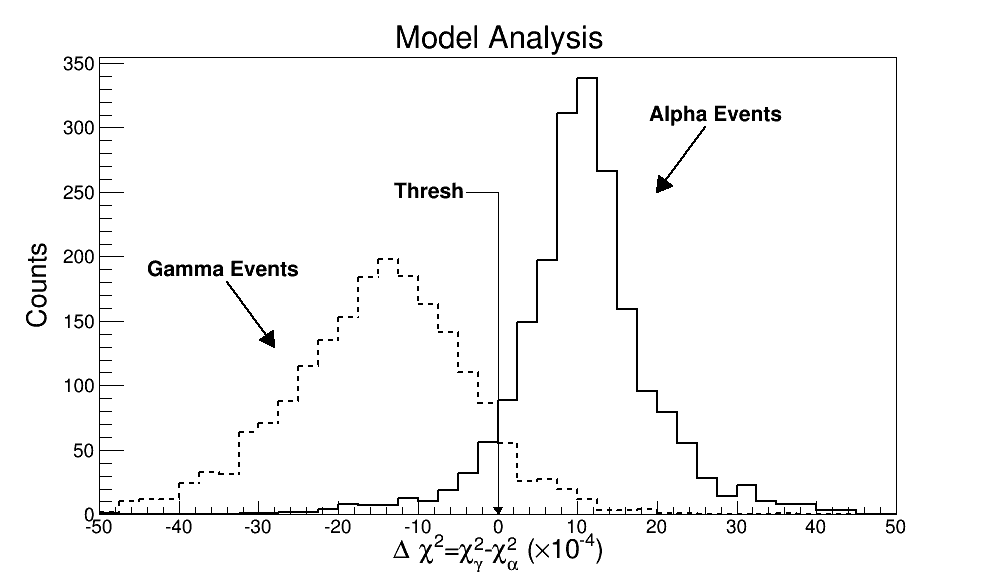 Model Analysis
350
300
250
200
150
100
50
0
Counts
Alpha Events
Thresh
Gamma Events
-50 -40 -30 -20 -10 0 10 20 30 40 50
Δ χ²=χ²γ-χ²α (×10⁻⁴)